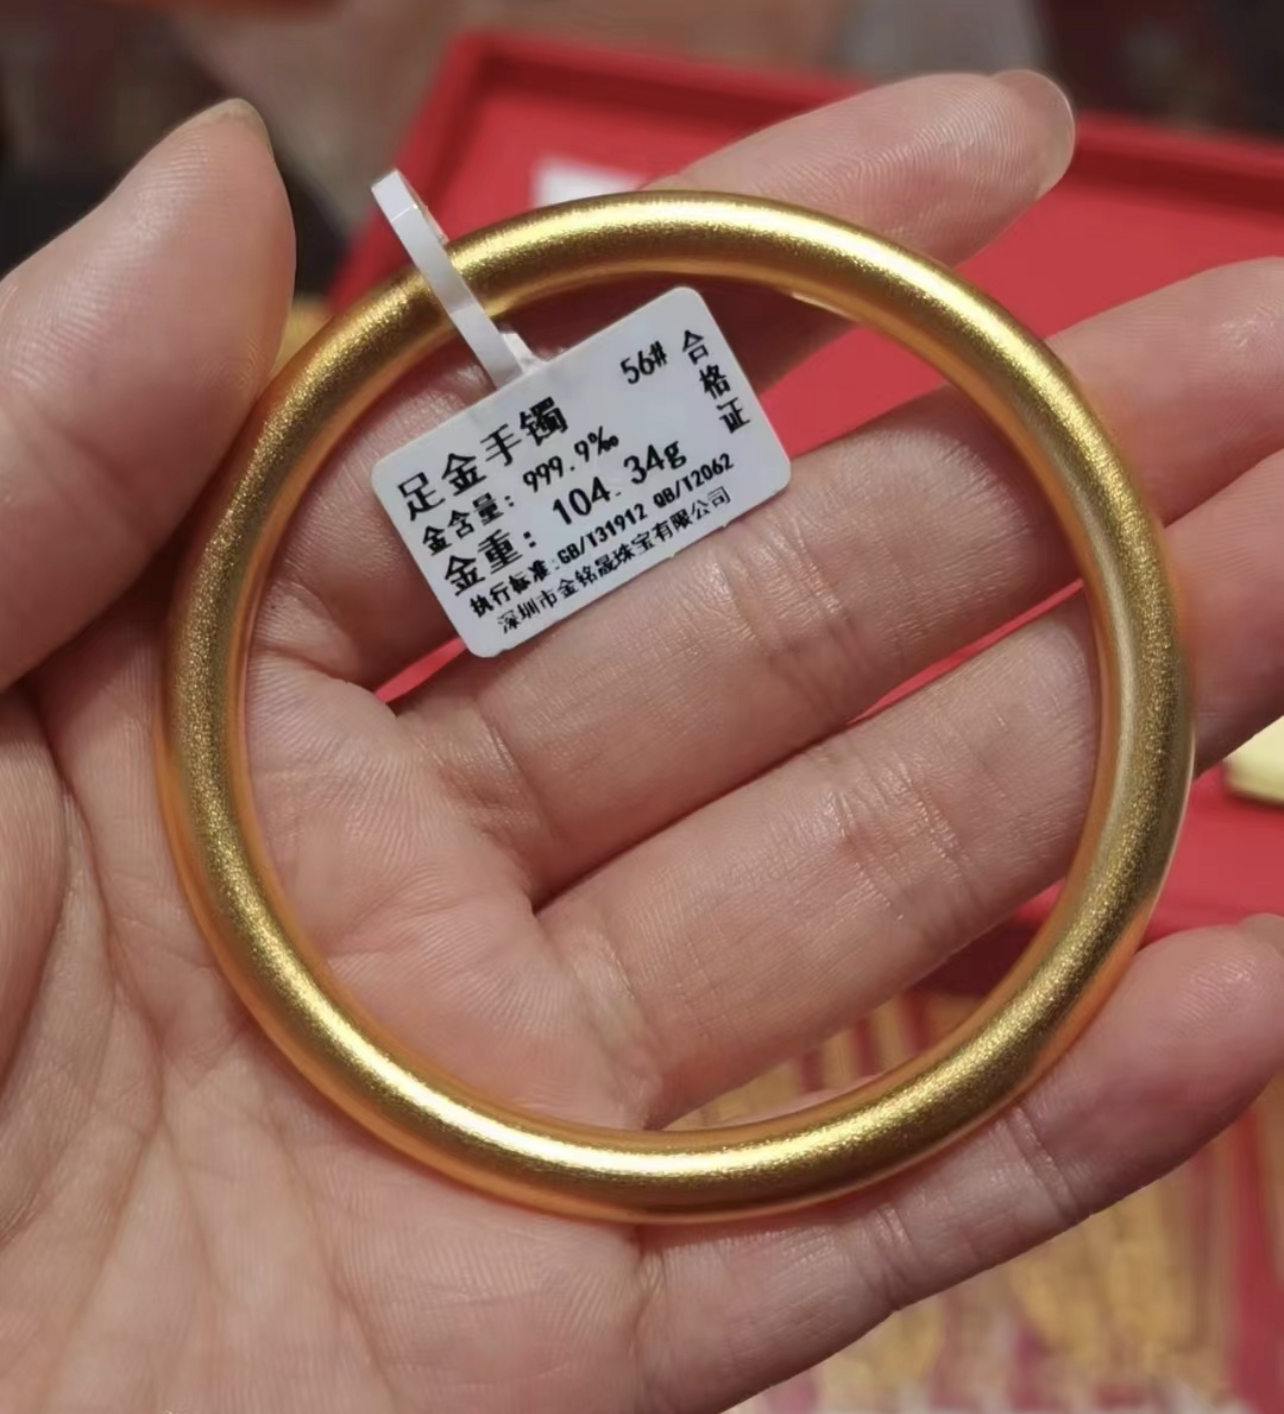 56#
合格证
足金手镯
金含量: 999.9‰
金重: 104.34g
执行标准:GB/T31912 QB/T2062
深圳市金铭晟珠宝有限公司